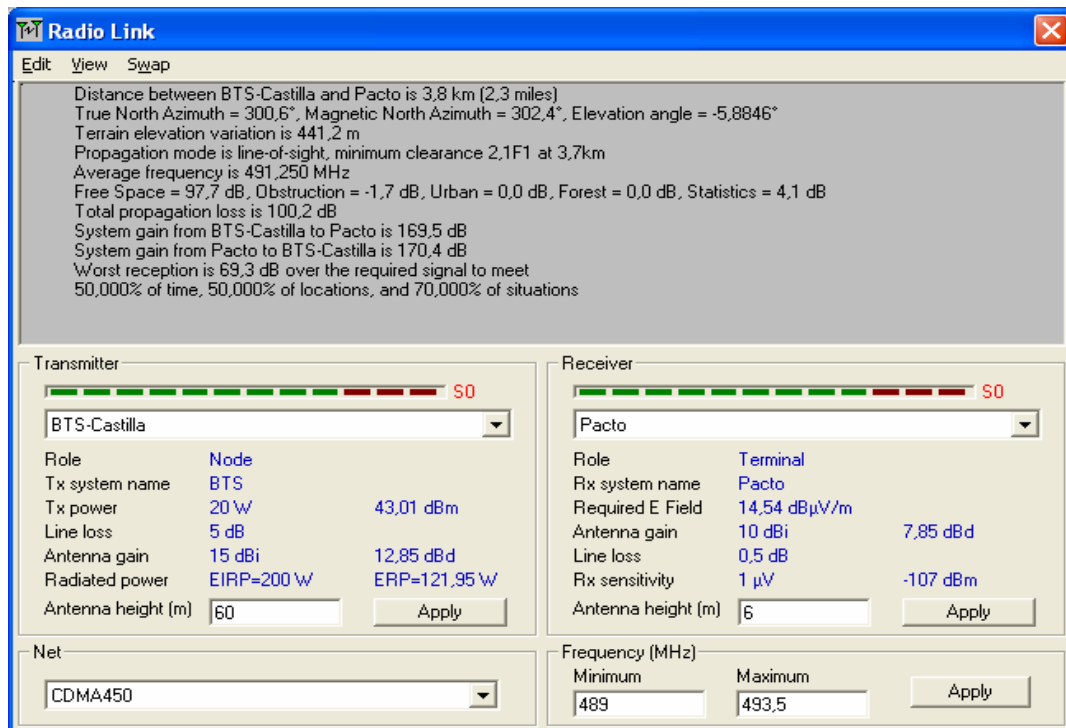 Radio Link
Edit View Swap
Distance between BTS-Castilla and Pacto is 3,8 km (2,3 miles)
True North Azimuth = 300,6°, Magnetic North Azimuth = 302,4°, Elevation angle = -5,8846°
Terrain elevation variation is 441,2 m
Propagation mode is line-of-sight, minimum clearance 2,1F1 at 3,7km
Average frequency is 491,250 MHz
Free Space = 97,7 dB, Obstruction = -1,7 dB, Urban = 0,0 dB, Forest = 0,0 dB, Statistics = 4,1 dB
Total propagation loss is 100,2 dB
System gain from BTS-Castilla to Pacto is 169,5 dB
System gain from Pacto to BTS-Castilla is 170,4 dB
Worst reception is 69,3 dB over the required signal to meet
50,000% of time, 50,000% of locations, and 70,000% of situations
Transmitter
S0
BTS-Castilla
Role Node
Tx system name BTS
Tx power 20 W 43,01 dBm
Line loss 5 dB
Antenna gain 15 dBi 12,85 dBd
Radiated power EIRP=200 W ERP=121,95 W
Antenna height (m) 60 Apply
Receiver
S0
Pacto
Role Terminal
Rx system name Pacto
Required E Field 14,54 dBµV/m
Antenna gain 10 dBi 7,85 dBd
Line loss 0,5 dB
Rx sensitivity 1 µV -107 dBm
Antenna height (m) 6 Apply
Net
CDMA450
Frequency (MHz)
Minimum Maximum
489 493,5 Apply